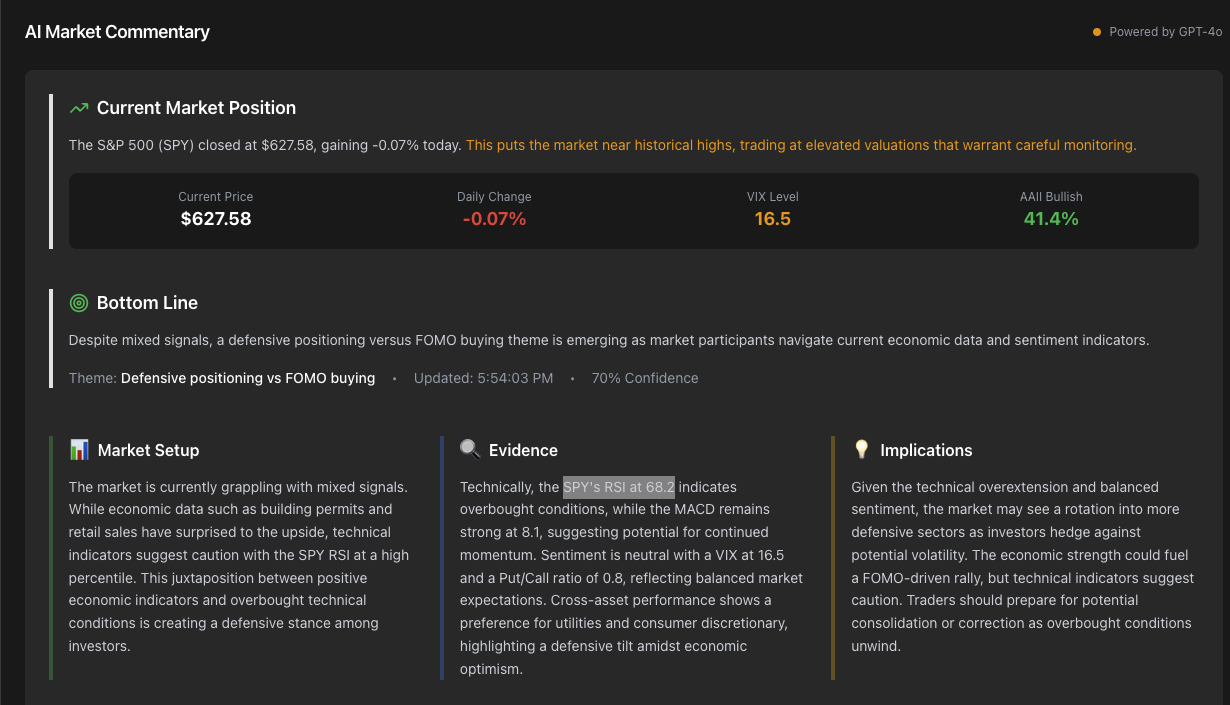 AI Market Commentary
Powered by GPT-4o
Current Market Position
The S&P 500 (SPY) closed at $627.58, gaining -0.07% today. This puts the market near historical highs, trading at elevated valuations that warrant careful monitoring.
Current Price
$627.58
Daily Change
-0.07%
VIX Level
16.5
AAII Bullish
41.4%
Bottom Line
Despite mixed signals, a defensive positioning versus FOMO buying theme is emerging as market participants navigate current economic data and sentiment indicators.
Theme: Defensive positioning vs FOMO buying • Updated: 5:54:03 PM • 70% Confidence
Market Setup
The market is currently grappling with mixed signals.
While economic data such as building permits and
retail sales have surprised to the upside, technical
indicators suggest caution with the SPY RSI at a high
percentile. This juxtaposition between positive
economic indicators and overbought technical
conditions is creating a defensive stance among
investors.
Evidence
Technically, the SPY's RSI at 68.2 indicates
overbought conditions, while the MACD remains
strong at 8.1, suggesting potential for continued
momentum. Sentiment is neutral with a VIX at 16.5
and a Put/Call ratio of 0.8, reflecting balanced market
expectations. Cross-asset performance shows a
preference for utilities and consumer discretionary,
highlighting a defensive tilt amidst economic
optimism.
Implications
Given the technical overextension and balanced
sentiment, the market may see a rotation into more
defensive sectors as investors hedge against
potential volatility. The economic strength could fuel
a FOMO-driven rally, but technical indicators suggest
caution. Traders should prepare for potential
consolidation or correction as overbought conditions
unwind.